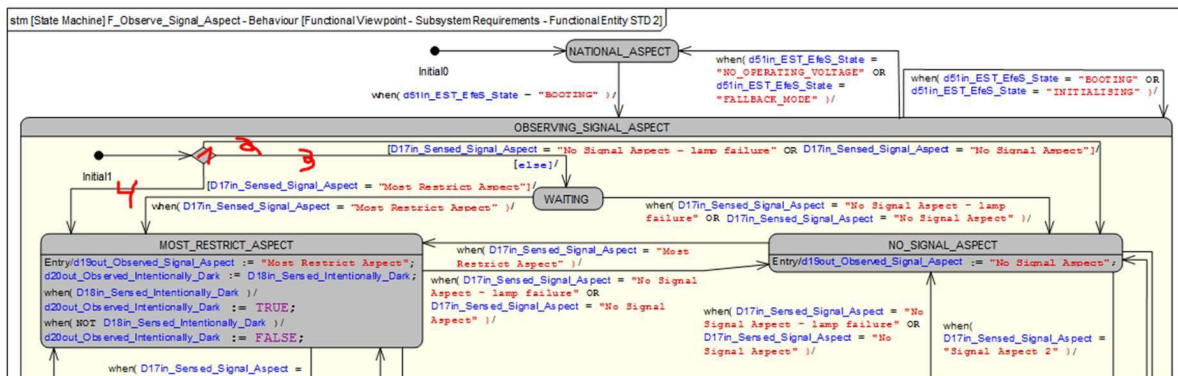 stm [State Machine] F_Observe_Signal_Aspect - Behaviour [Functional Viewpoint - Subsystem Requirements - Functional Entity STD 2]
Initial0
NATIONAL_ASPECT
when( d51in_EST_EfeS_State - "BOOTING" )/
when( d51in_EST_EfeS_State =
"NO_OPERATING_VOLTAGE" OR
d51in_EST_EfeS_State =
"FALLBACK_MODE" )/
when( d51in_EST_EfeS_State = "BOOTING" OR
d51in_EST_EfeS_State = "INITIALISING" )/
OBSERVING_SIGNAL_ASPECT
Initial1
1
2
3
4
[D17in_Sensed_Signal_Aspect = "No Signal Aspect - lamp failure" OR D17in_Sensed_Signal_Aspect = "No Signal Aspect"]/
[else]/
[D17in_Sensed_Signal_Aspect = "Most Restrict Aspect"]/
when( D17in_Sensed_Signal_Aspect = "Most Restrict Aspect" )/
WAITING
when( D17in_Sensed_Signal_Aspect = "No Signal Aspect - lamp
failure" OR D17in_Sensed_Signal_Aspect = "No Signal Aspect" )/
MOST_RESTRICT_ASPECT
Entry/d19out_Observed_Signal_Aspect := "Most Restrict Aspect";
d20out_Observed_Intentionally_Dark := D18in_Sensed_Intentionally_Dark;
when( D18in_Sensed_Intentionally_Dark )/
d20out_Observed_Intentionally_Dark := TRUE;
when( NOT D18in_Sensed_Intentionally_Dark )/
d20out_Observed_Intentionally_Dark := FALSE;
when( D17in_Sensed_Signal_Aspect = "Most
Restrict Aspect" )/
when( D17in_Sensed_Signal_Aspect = "No Signal
Aspect - lamp failure" OR
D17in_Sensed_Signal_Aspect = "No Signal
Aspect" )/
NO_SIGNAL_ASPECT
Entry/d19out_Observed_Signal_Aspect := "No Signal Aspect";
when( D17in_Sensed_Signal_Aspect = "No
Signal Aspect - lamp failure" OR
D17in_Sensed_Signal_Aspect = "No
Signal Aspect" )/
when(
D17in_Sensed_Signal_Aspect =
"Signal Aspect 2" )/
when( D17in_Sensed_Signal_Aspect =